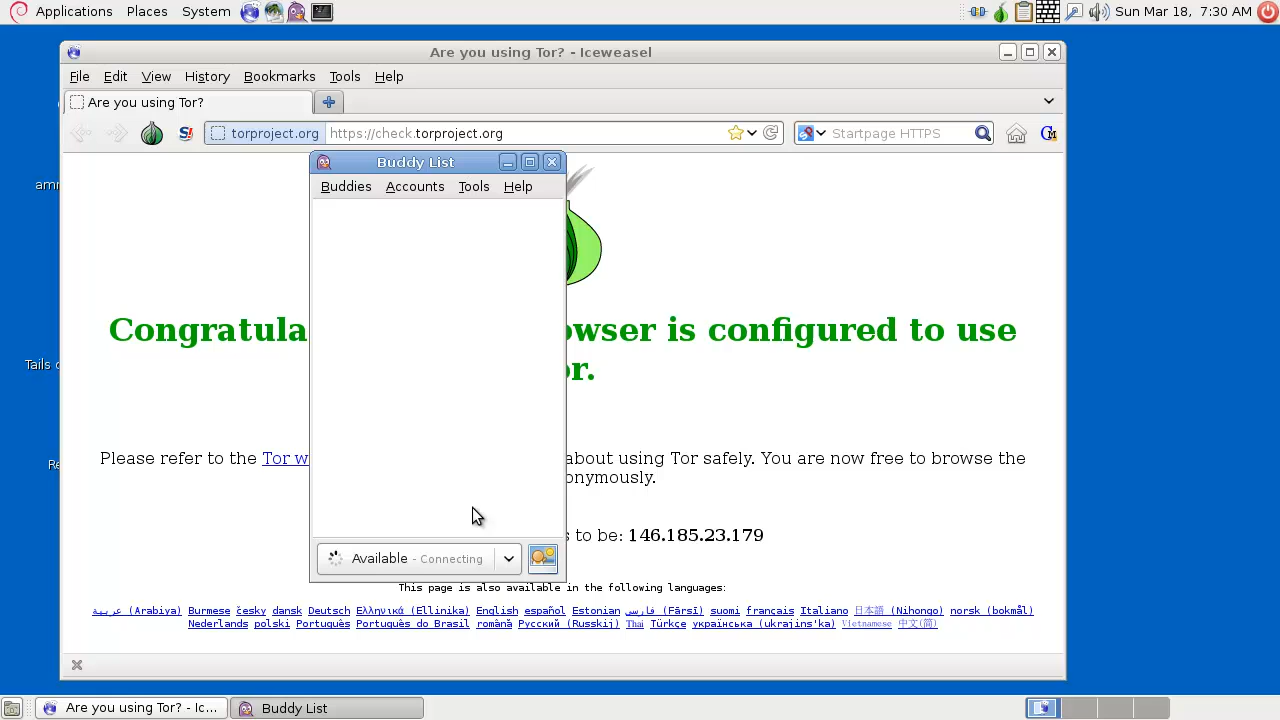 Applications Places System Sun Mar 18, 7:30 AM
Are you using Tor? - Iceweasel
File Edit View History Bookmarks Tools Help
Are you using Tor?
torproject.org https://check.torproject.org Startpage HTTPS
Buddy List
Buddies Accounts Tools Help
Congratula owser is configured to use
or.
Please refer to the Tor w about using Tor safely. You are now free to browse the
onymously.
s to be: 146.185.23.179
Available - Connecting
This page is also available in the following languages:
عربية (Arabiya) Burmese česky dansk Deutsch Ελληνικά (Ellinika) English español Estonian فارسی (Fārsī) suomi français Italiano 日本語 (Nihongo) norsk (bokmål)
Nederlands polski Português Português do Brasil română Русский (Russkij) Thai Türkçe українська (ukrajins'ka) Vietnamese 中文(简)
Tails
Are you using Tor? - Ic... Buddy List